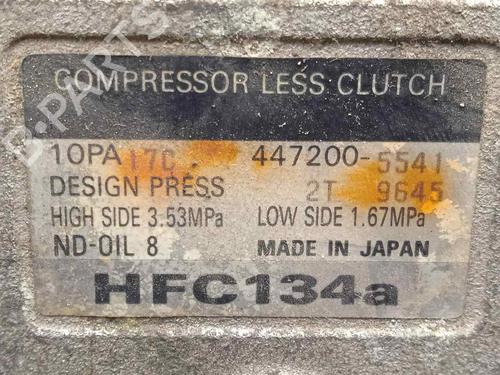 COMPRESSOR LESS CLUTCH
10PA17C 447200-5541
DESIGN PRESS 2T 9645
HIGH SIDE 3.53MPa LOW SIDE 1.67MPa
ND-OIL 8 MADE IN JAPAN
HFC134a
B-PARTS